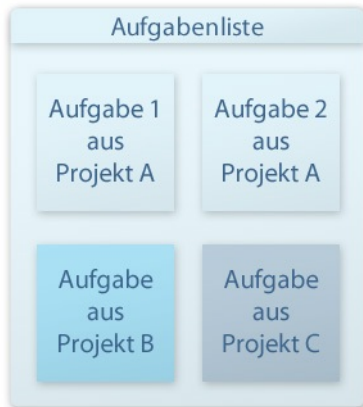 Aufgabenliste
Aufgabe 1
aus
Projekt A
Aufgabe 2
aus
Projekt A
Aufgabe
aus
Projekt B
Aufgabe
aus
Projekt C